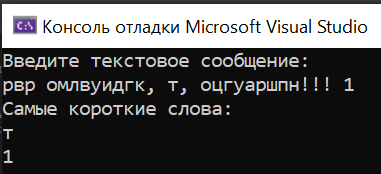 Консоль отладки Microsoft Visual Studio
Введите текстовое сообщение:
рвр омлвуидгк, т, оцгуаршпн!!! 1
Самые короткие слова:
т
1